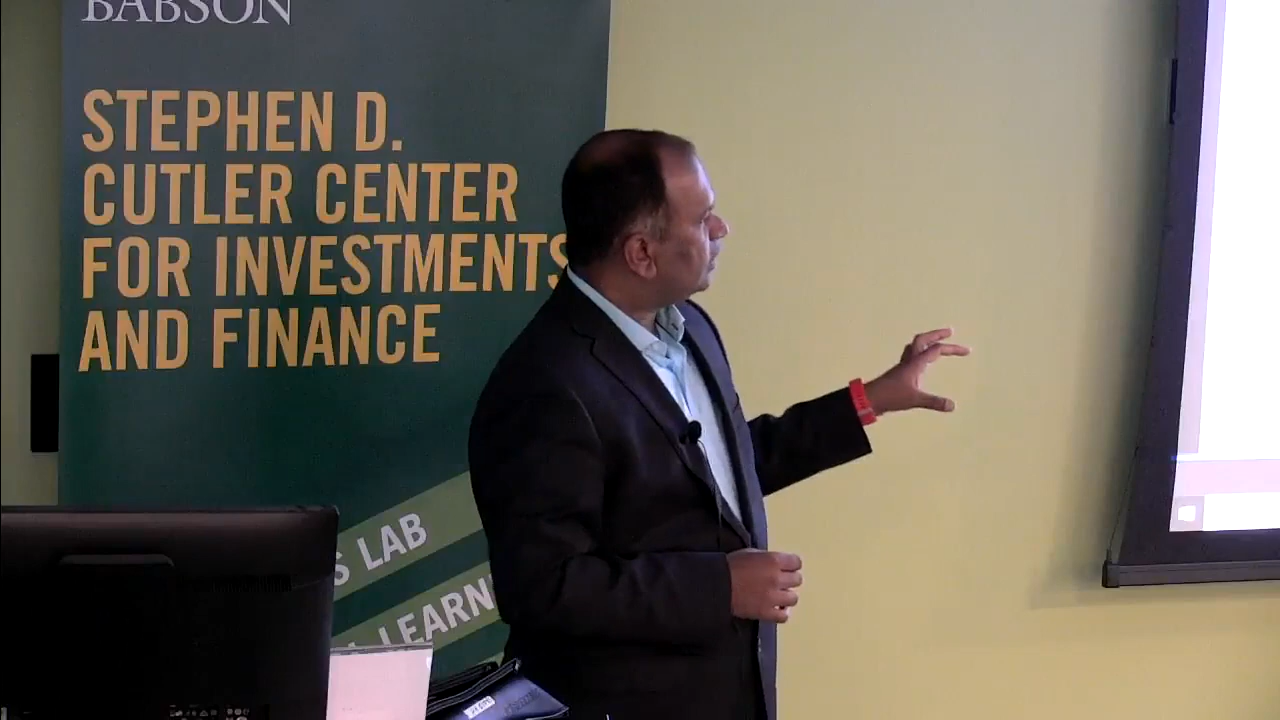 BABSON
STEPHEN D.
CUTLER CENTER
FOR INVESTMENTS
AND FINANCE
S LAB
LEARN